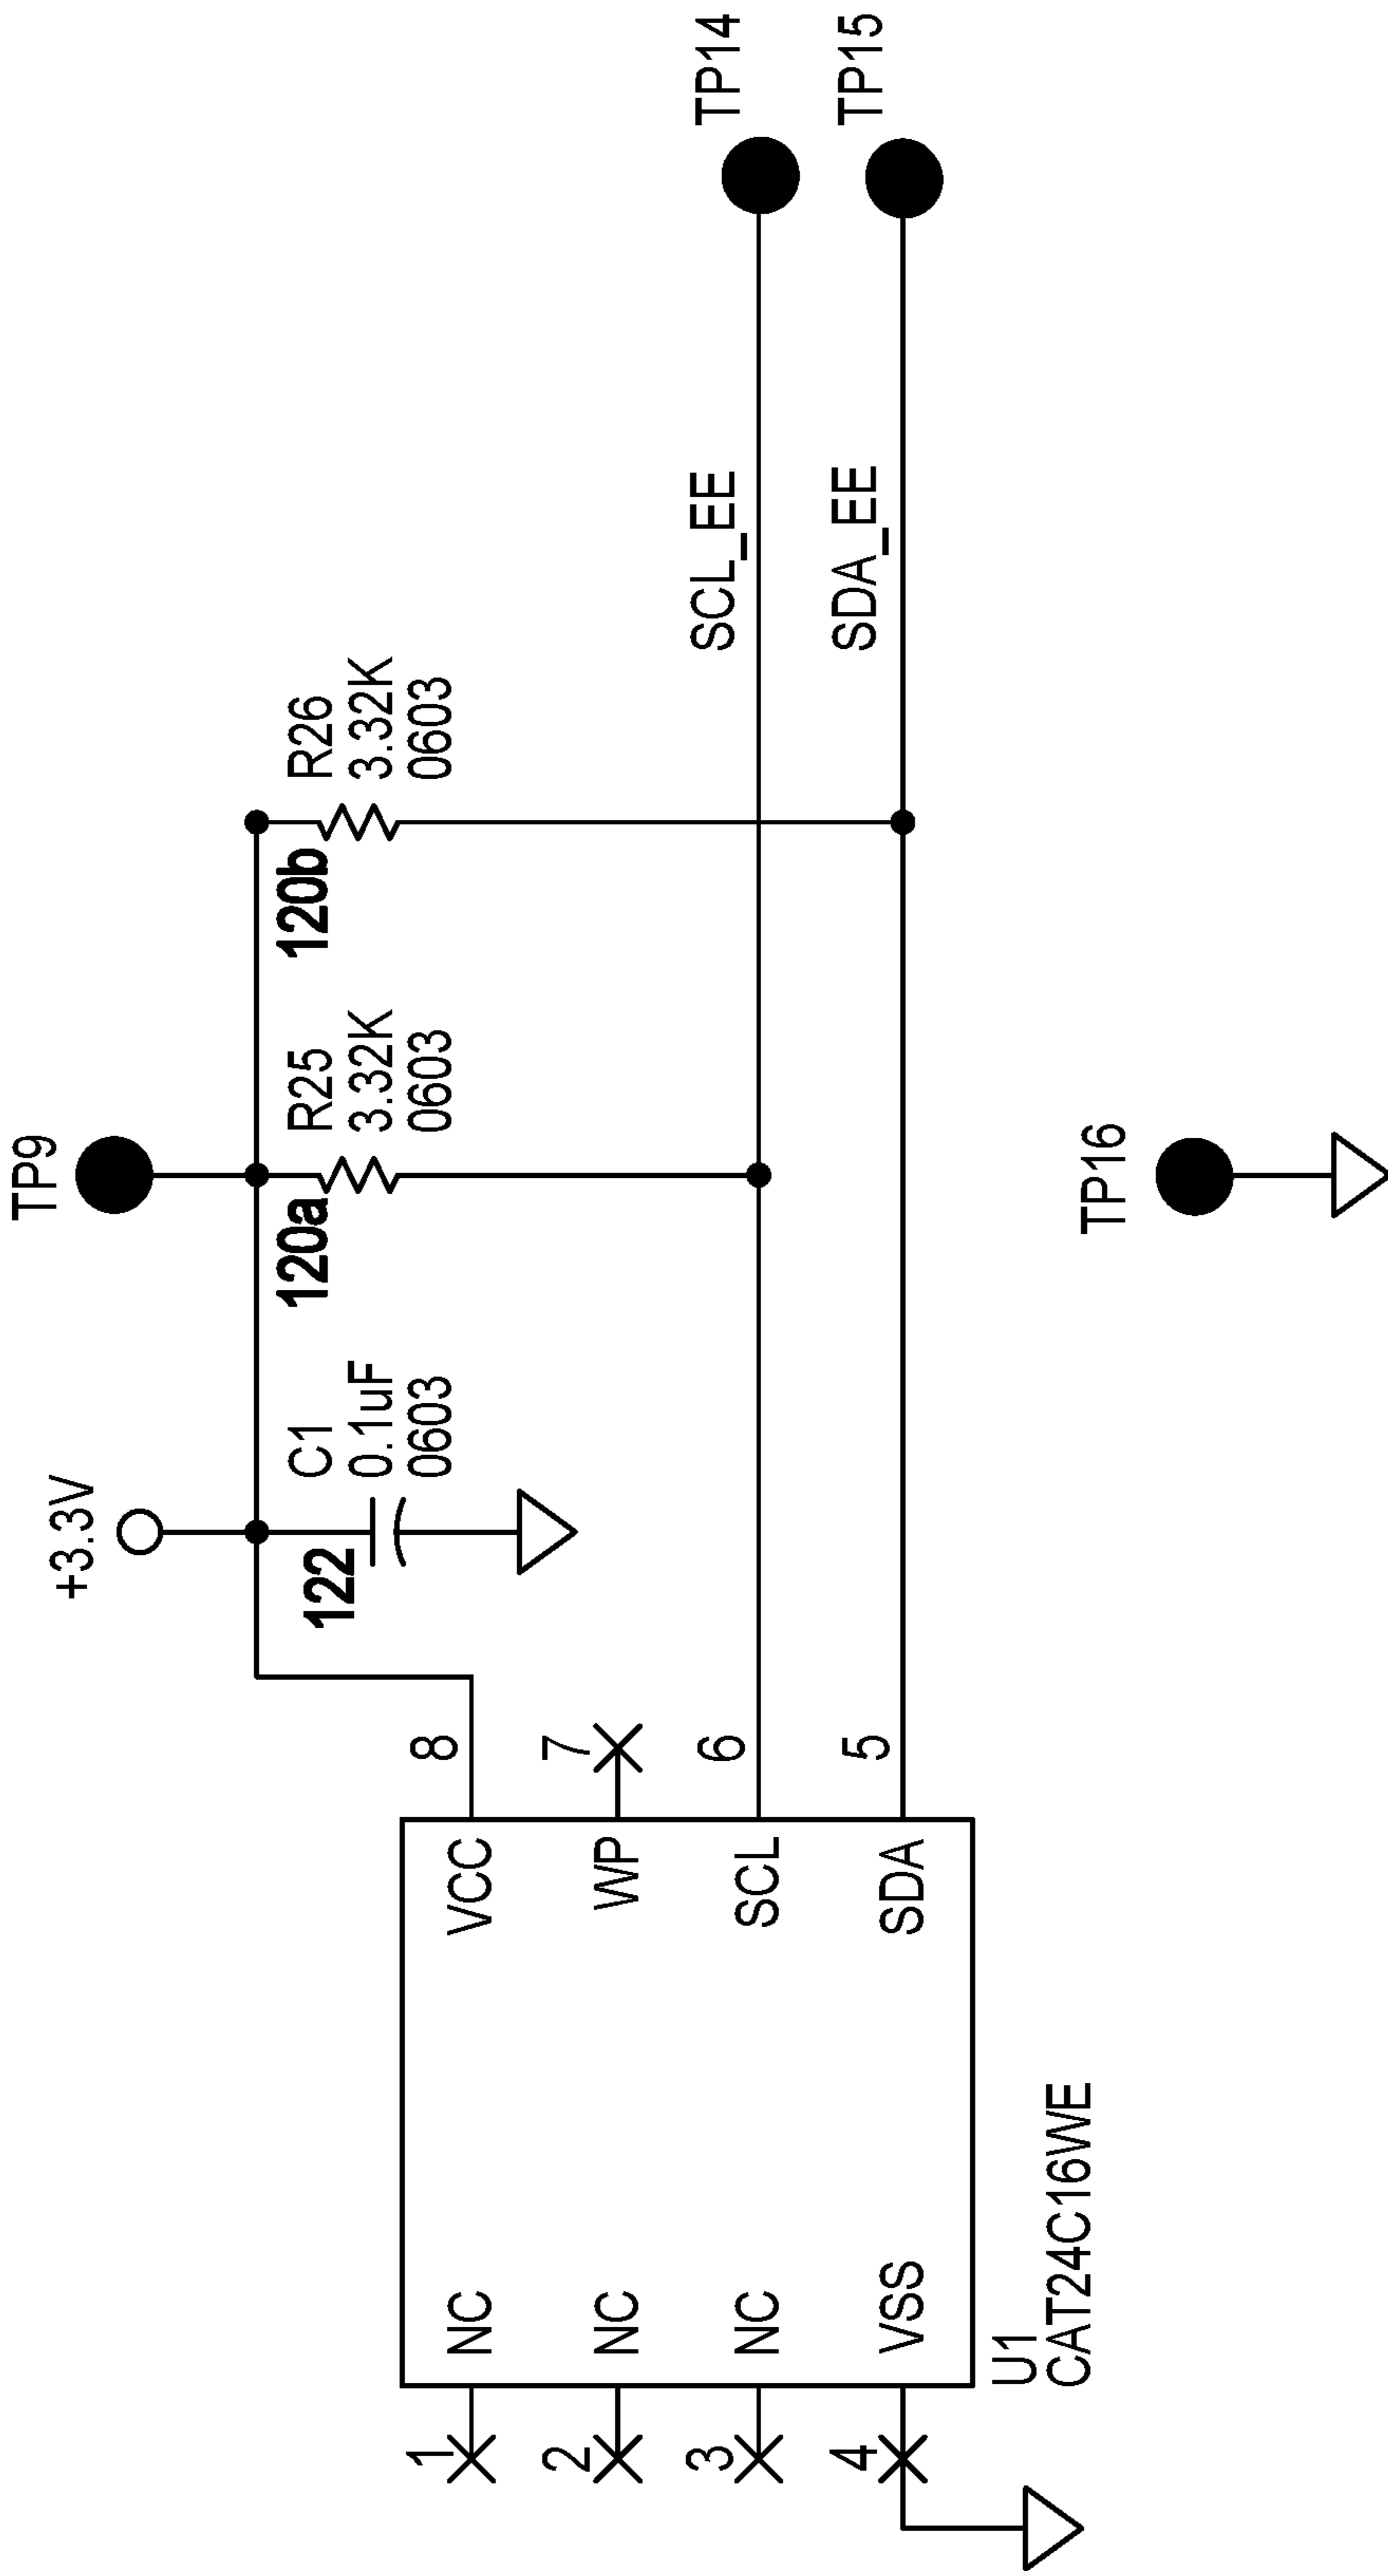 TP9
+3.3V
122
C1
0.1uF
0603
120a
R25
3.32K
0603
120b
R26
3.32K
0603
1
NC
VCC
8
2
NC
WP
7
3
NC
SCL
6
SCL_EE
TP14
4
VSS
SDA
5
SDA_EE
TP15
U1
CAT24C16WE
TP16